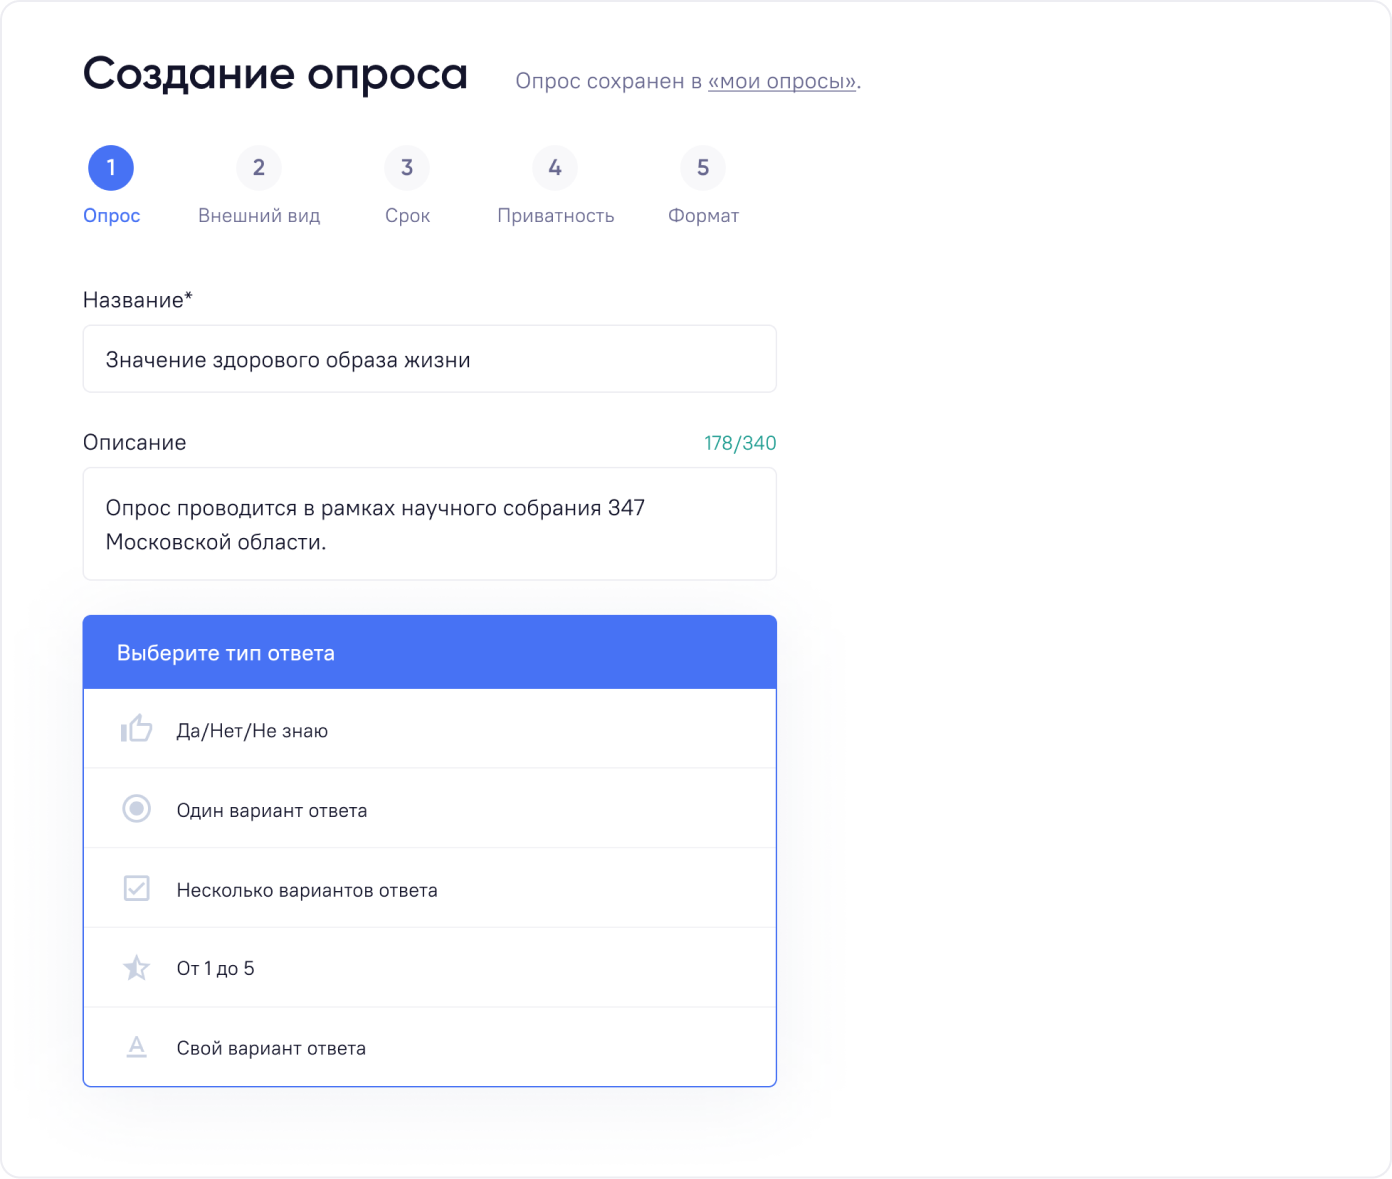 Создание опроса
Опрос сохранен в «мои опросы».
1 2 3 4 5
Опрос Внешний вид Срок Приватность Формат
Название*
Значение здорового образа жизни
Описание 178/340
Опрос проводится в рамках научного собрания 347
Московской области.
Выберите тип ответа
Да/Нет/Не знаю
Один вариант ответа
Несколько вариантов ответа
От 1 до 5
Свой вариант ответа